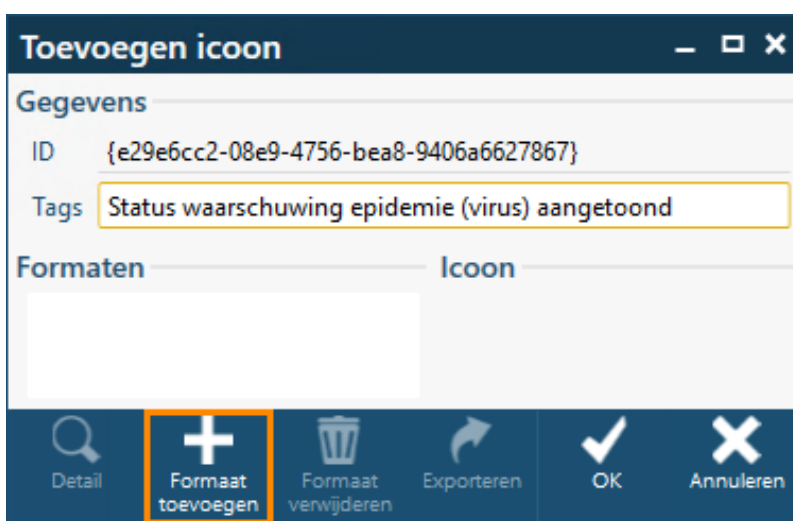 Toevoegen icoon
Gegevens
ID {e29e6cc2-08e9-4756-bea8-9406a6627867}
Tags Status waarschuwing epidemie (virus) aangetoond
Formaten Icoon
Detail Formaat toevoegen Formaat verwijderen Exporteren OK Annuleren